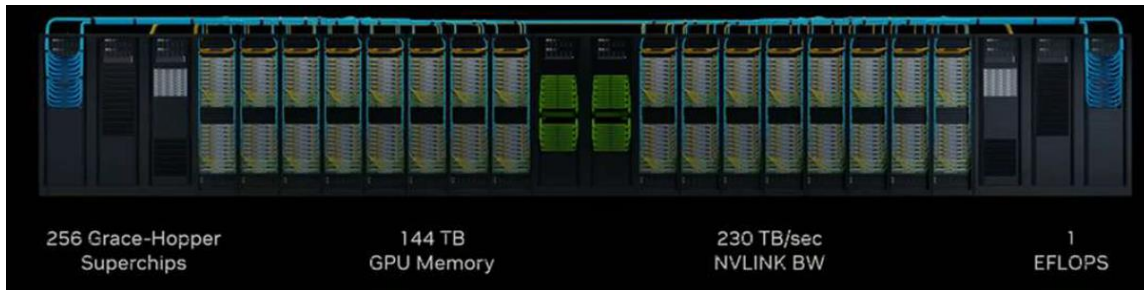 256 Grace-Hopper
Superchips
144 TB
GPU Memory
230 TB/sec
NVLINK BW
1
EFLOPS